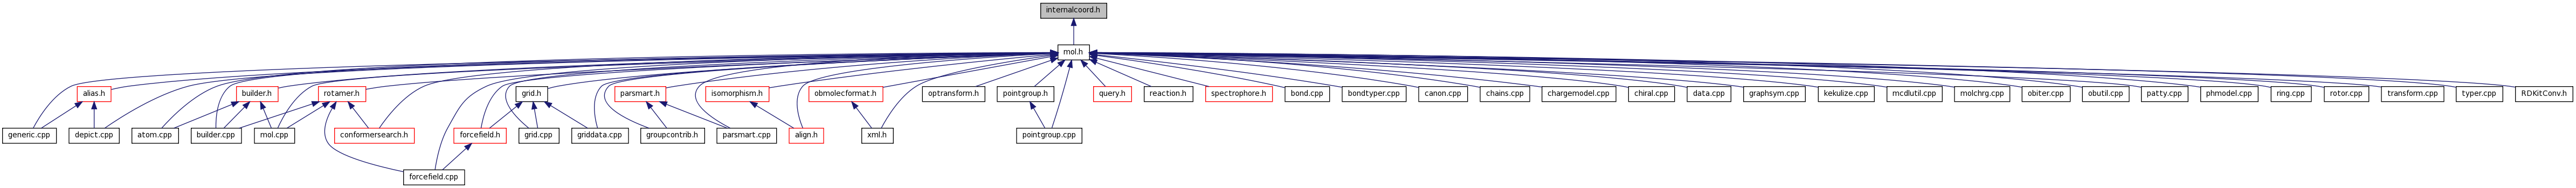 internalcoord.h
mol.h
alias.h
builder.h
rotamer.h
grid.h
parsmart.h
isomorphism.h
obmolecformat.h
optransform.h
pointgroup.h
query.h
reaction.h
spectrophore.h
bond.cpp
bondtyper.cpp
canon.cpp
chains.cpp
chargemodel.cpp
chiral.cpp
data.cpp
graphsym.cpp
kekulize.cpp
mcdlutil.cpp
molchrg.cpp
obiter.cpp
obutil.cpp
patty.cpp
phmodel.cpp
ring.cpp
rotor.cpp
transform.cpp
typer.cpp
RDKitConv.h
generic.cpp
depict.cpp
atom.cpp
builder.cpp
mol.cpp
conformersearch.h
forcefield.h
grid.cpp
griddata.cpp
groupcontrib.h
parsmart.cpp
align.h
xml.h
pointgroup.cpp
forcefield.cpp